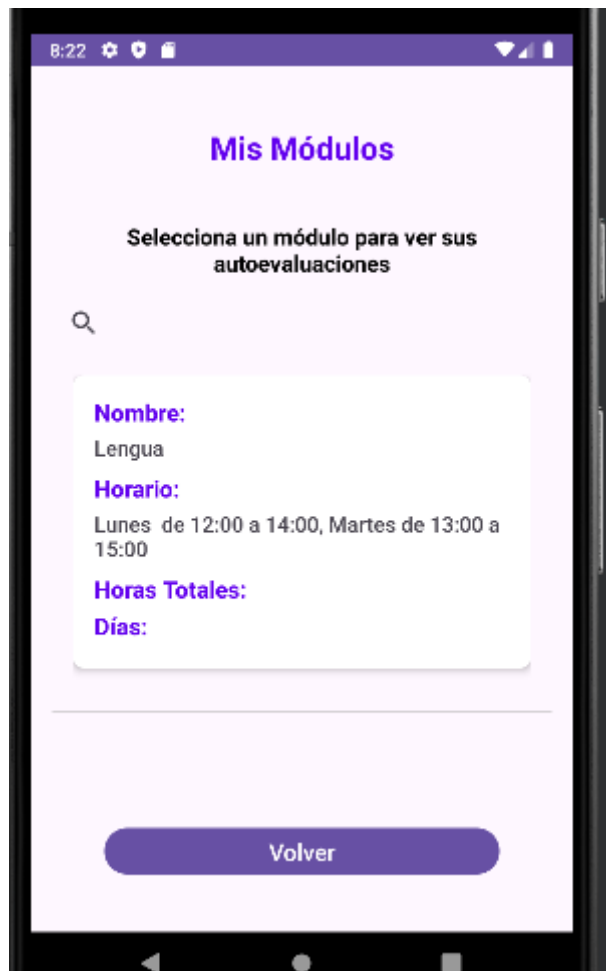 8:22
Mis Módulos
Selecciona un módulo para ver sus
autoevaluaciones
Nombre:
Lengua
Horario:
Lunes  de 12:00 a 14:00, Martes de 13:00 a
15:00
Horas Totales:
Días:
Volver